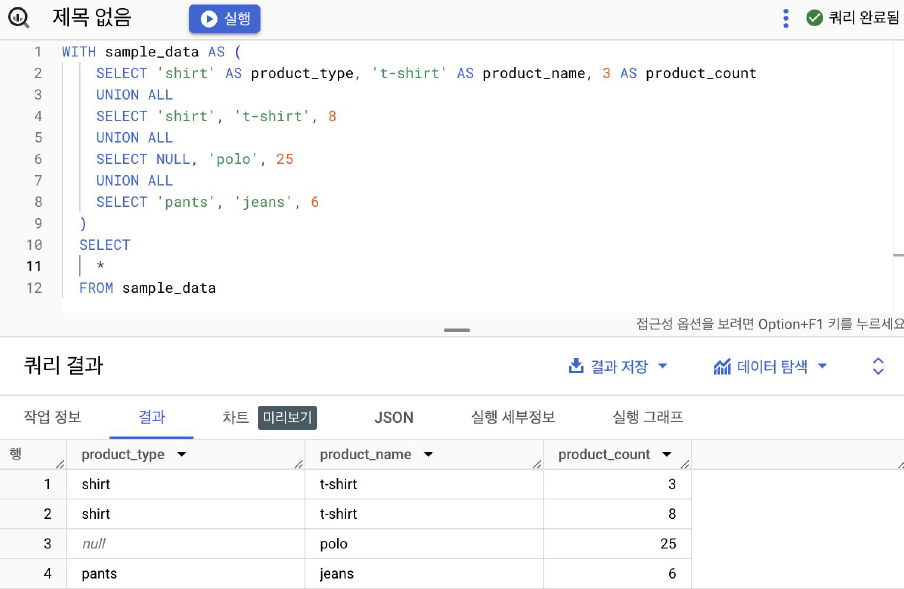 제목 없음
실행
쿼리 완료됨
1 WITH sample_data AS (
2 SELECT 'shirt' AS product_type, 't-shirt' AS product_name, 3 AS product_count
3 UNION ALL
4 SELECT 'shirt', 't-shirt', 8
5 UNION ALL
6 SELECT NULL, 'polo', 25
7 UNION ALL
8 SELECT 'pants', 'jeans', 6
9 )
10 SELECT
11 *
12 FROM sample_data
접근성 옵션을 보려면 Option+F1 키를 누르세요
쿼리 결과
결과 저장
데이터 탐색
작업 정보 결과 차트 미리보기 JSON 실행 세부정보 실행 그래프
행 product_type product_name product_count
1 shirt t-shirt 3
2 shirt t-shirt 8
3 null polo 25
4 pants jeans 6